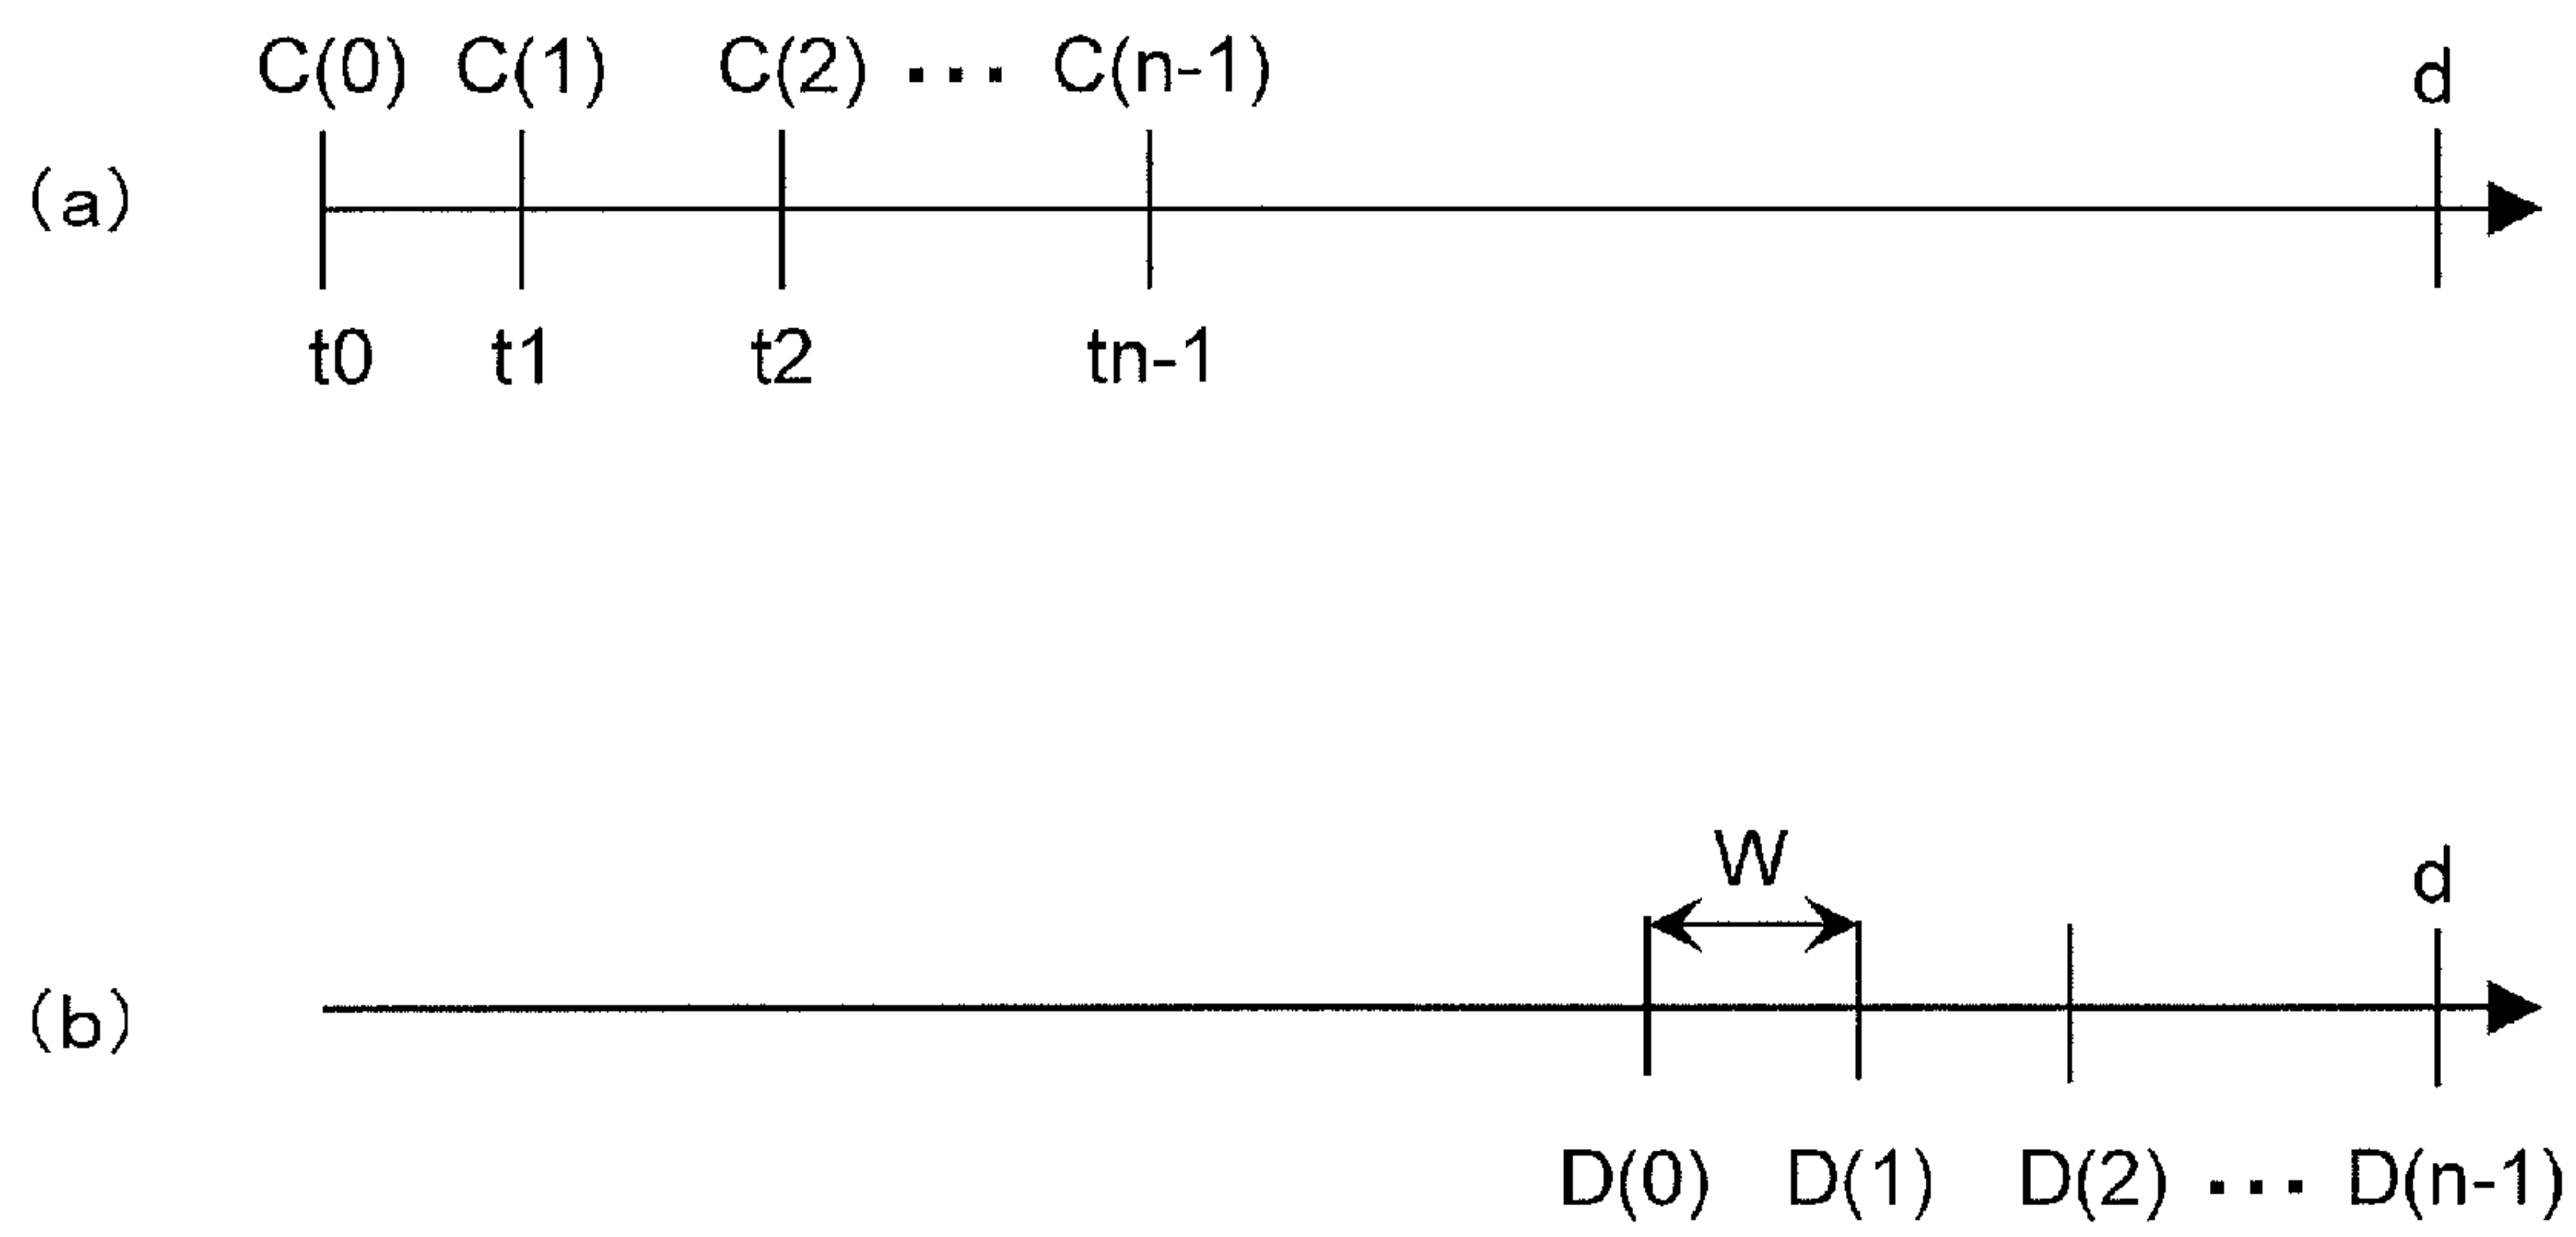 C(0) C(1) C(2) ··· C(n-1) d
(a)
t0 t1 t2 tn-1
W
d
(b)
D(0) D(1) D(2) ··· D(n-1)